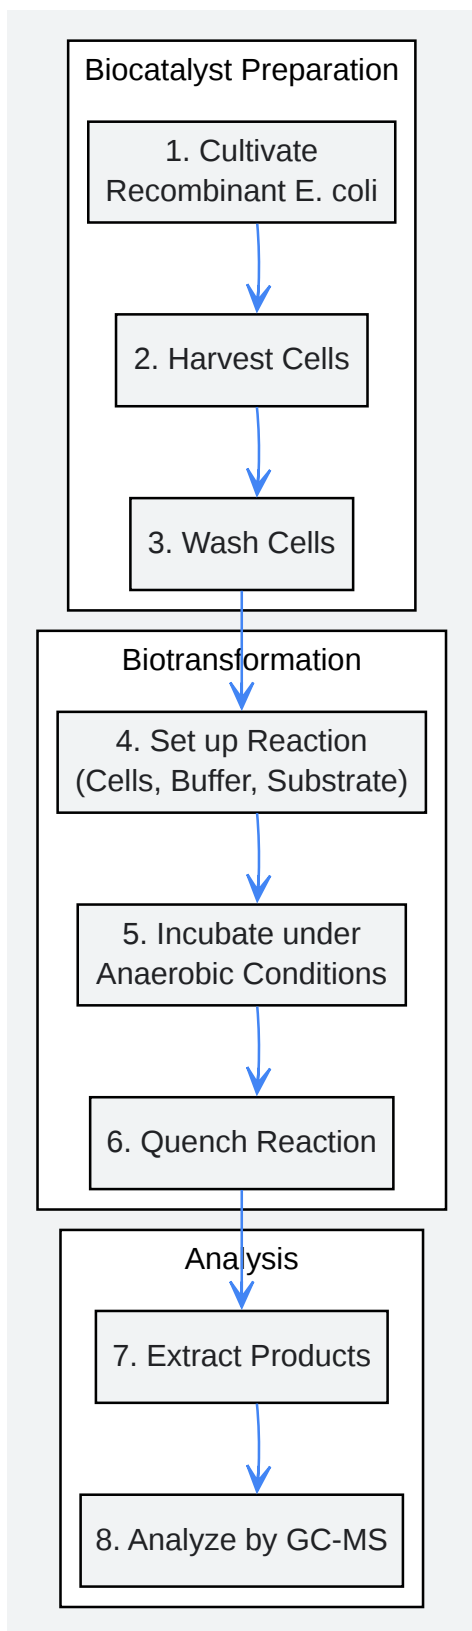 Biocatalyst Preparation
1. Cultivate
Recombinant E. coli
2. Harvest Cells
3. Wash Cells
Biotransformation
4. Set up Reaction
(Cells, Buffer, Substrate)
5. Incubate under
Anaerobic Conditions
6. Quench Reaction
Analysis
7. Extract Products
8. Analyze by GC-MS